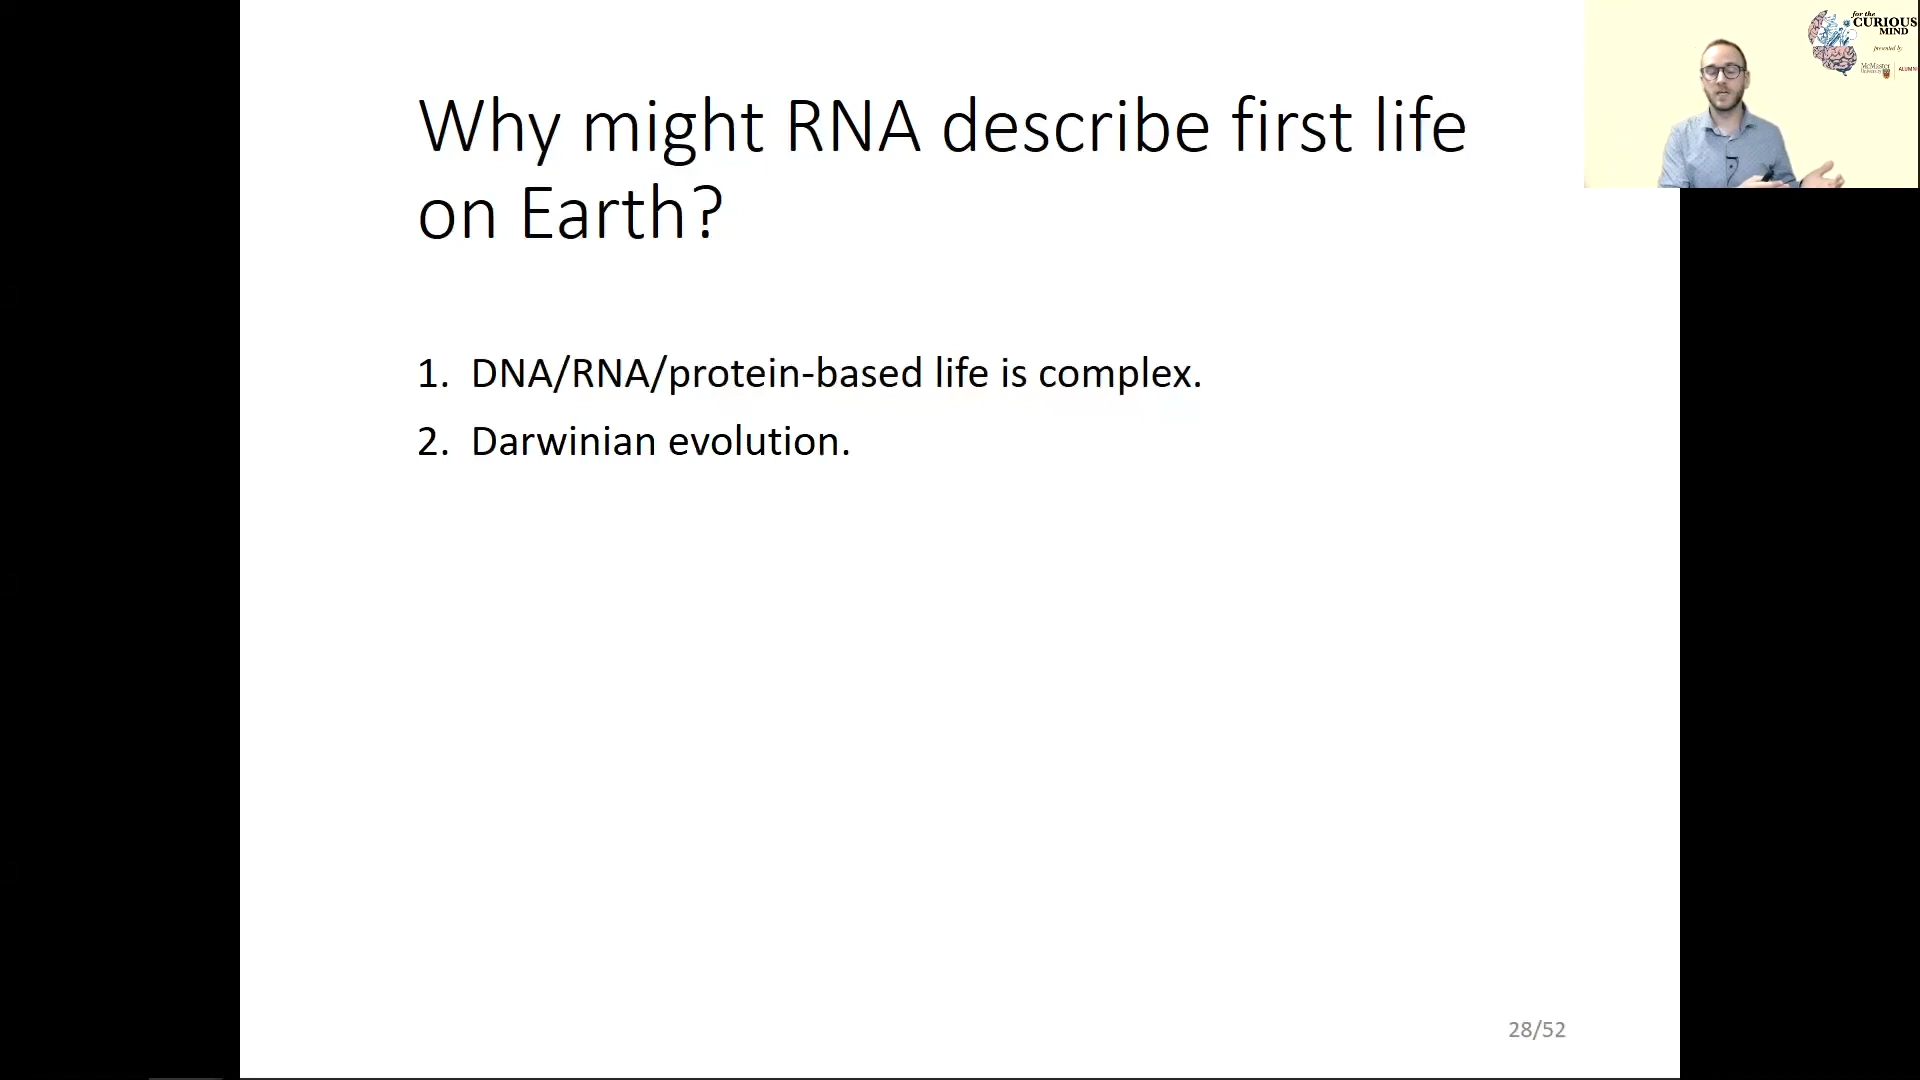 for the
CURIOUS
MIND
presented by
McMaster
University
ALUMNI
Why might RNA describe first life
on Earth?
1. DNA/RNA/protein-based life is complex.
2. Darwinian evolution.
28/52